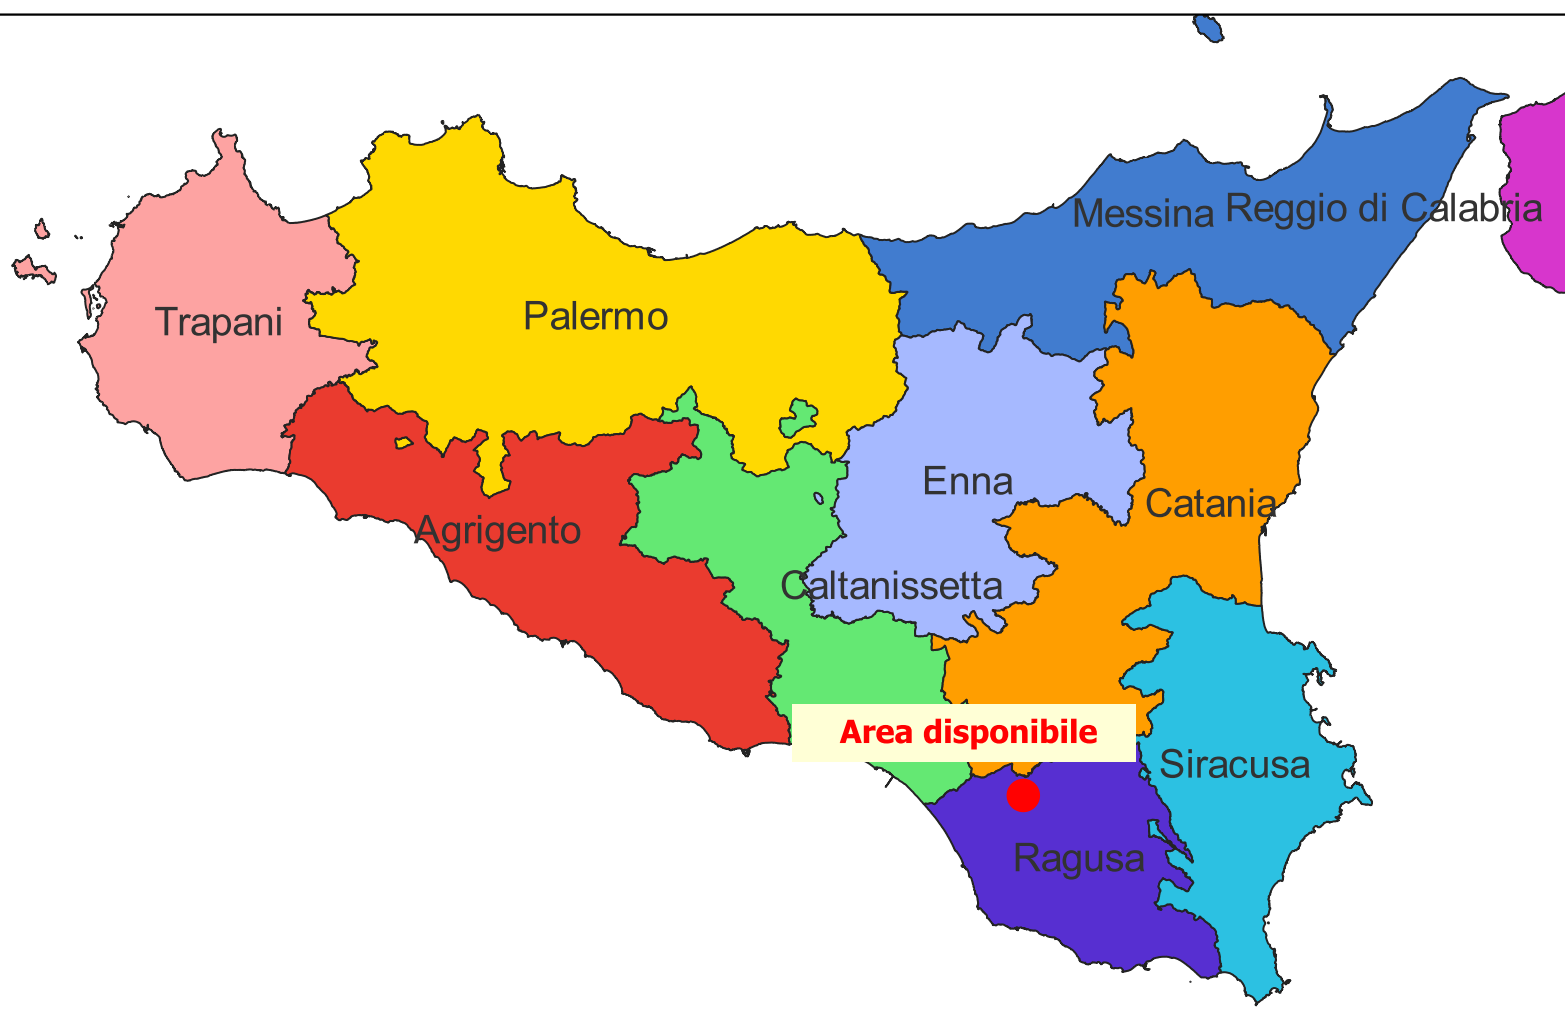 Messina
Reggio di Calabria
Trapani
Palermo
Enna
Catania
Agrigento
Caltanissetta
Area disponibile
Siracusa
Ragusa